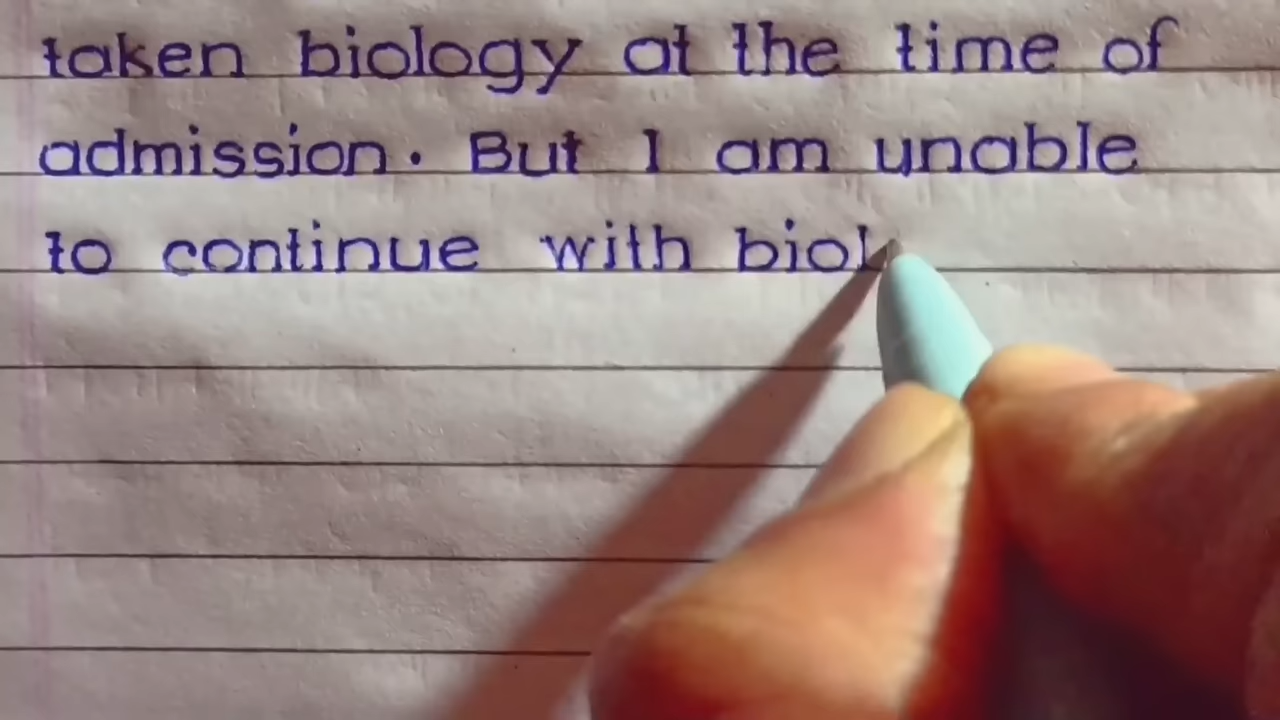 taken biology at the time of
admission. But I am unable
to continue with biol